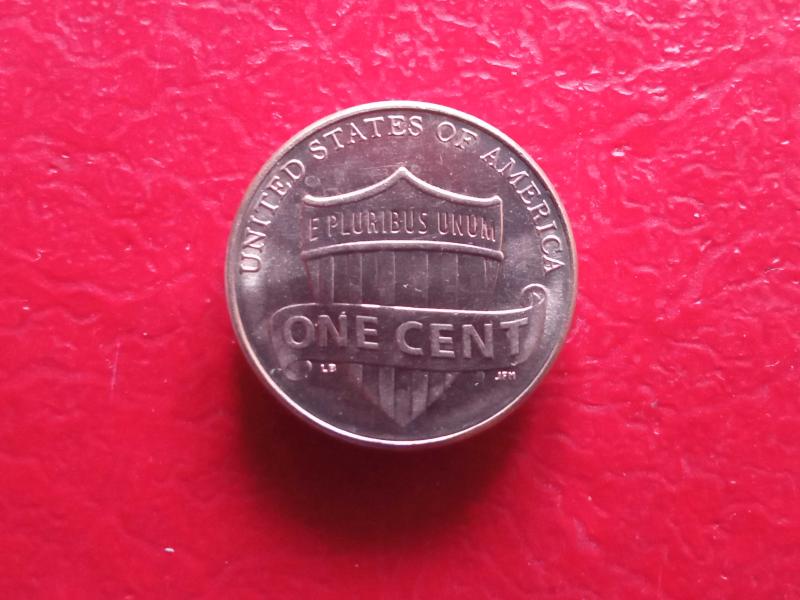 UNITED STATES OF AMERICA
E PLURIBUS UNUM
ONE CENT
LB JFM